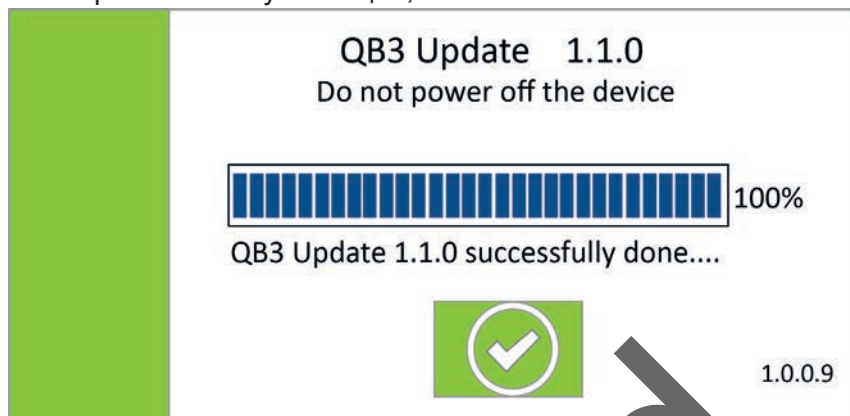 QB3 Update 1.1.0
Do not power off the device
100%
QB3 Update 1.1.0 successfully done....
1.0.0.9